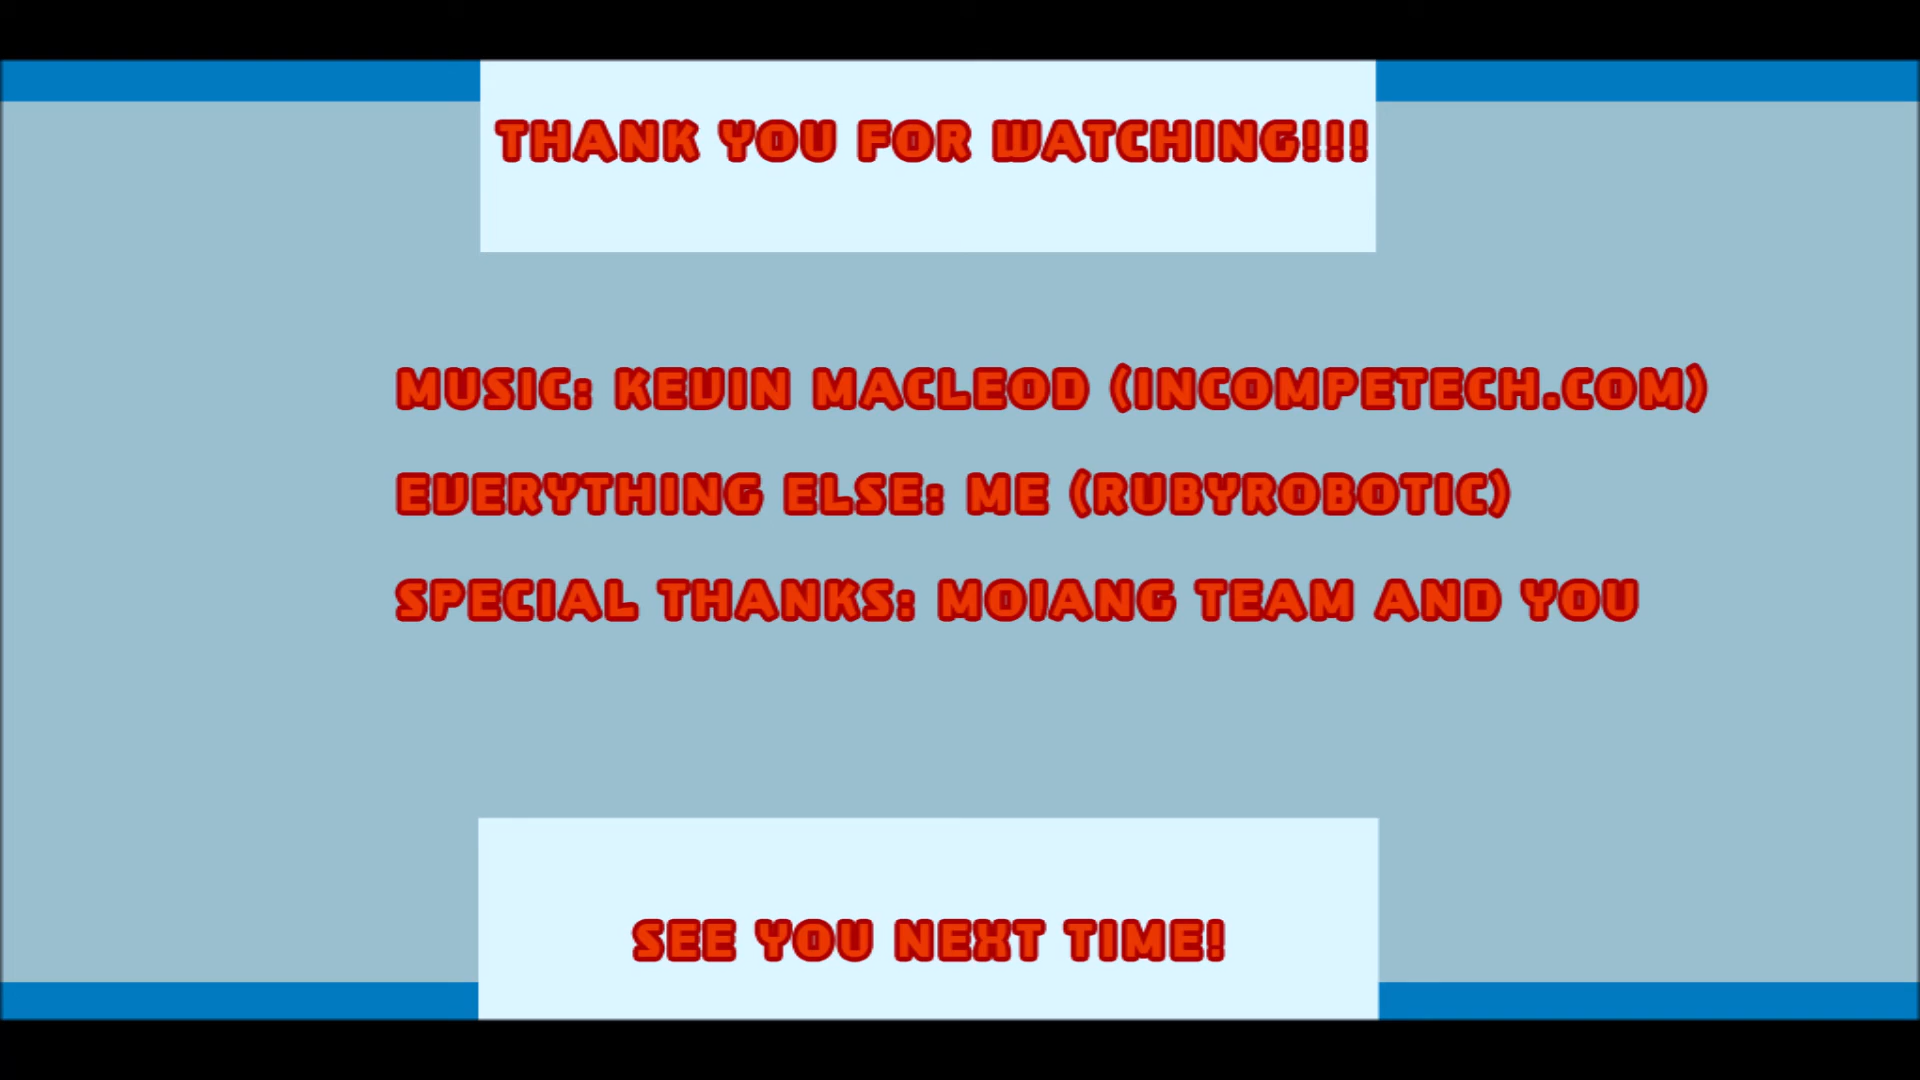 THANK YOU FOR WATCHING!!!
MUSIC: KEVIN MACLEOD (INCOMPETECH.COM)
EVERYTHING ELSE: ME (RUBYROBOTIC)
SPECIAL THANKS: MOIANG TEAM AND YOU
SEE YOU NEXT TIME!